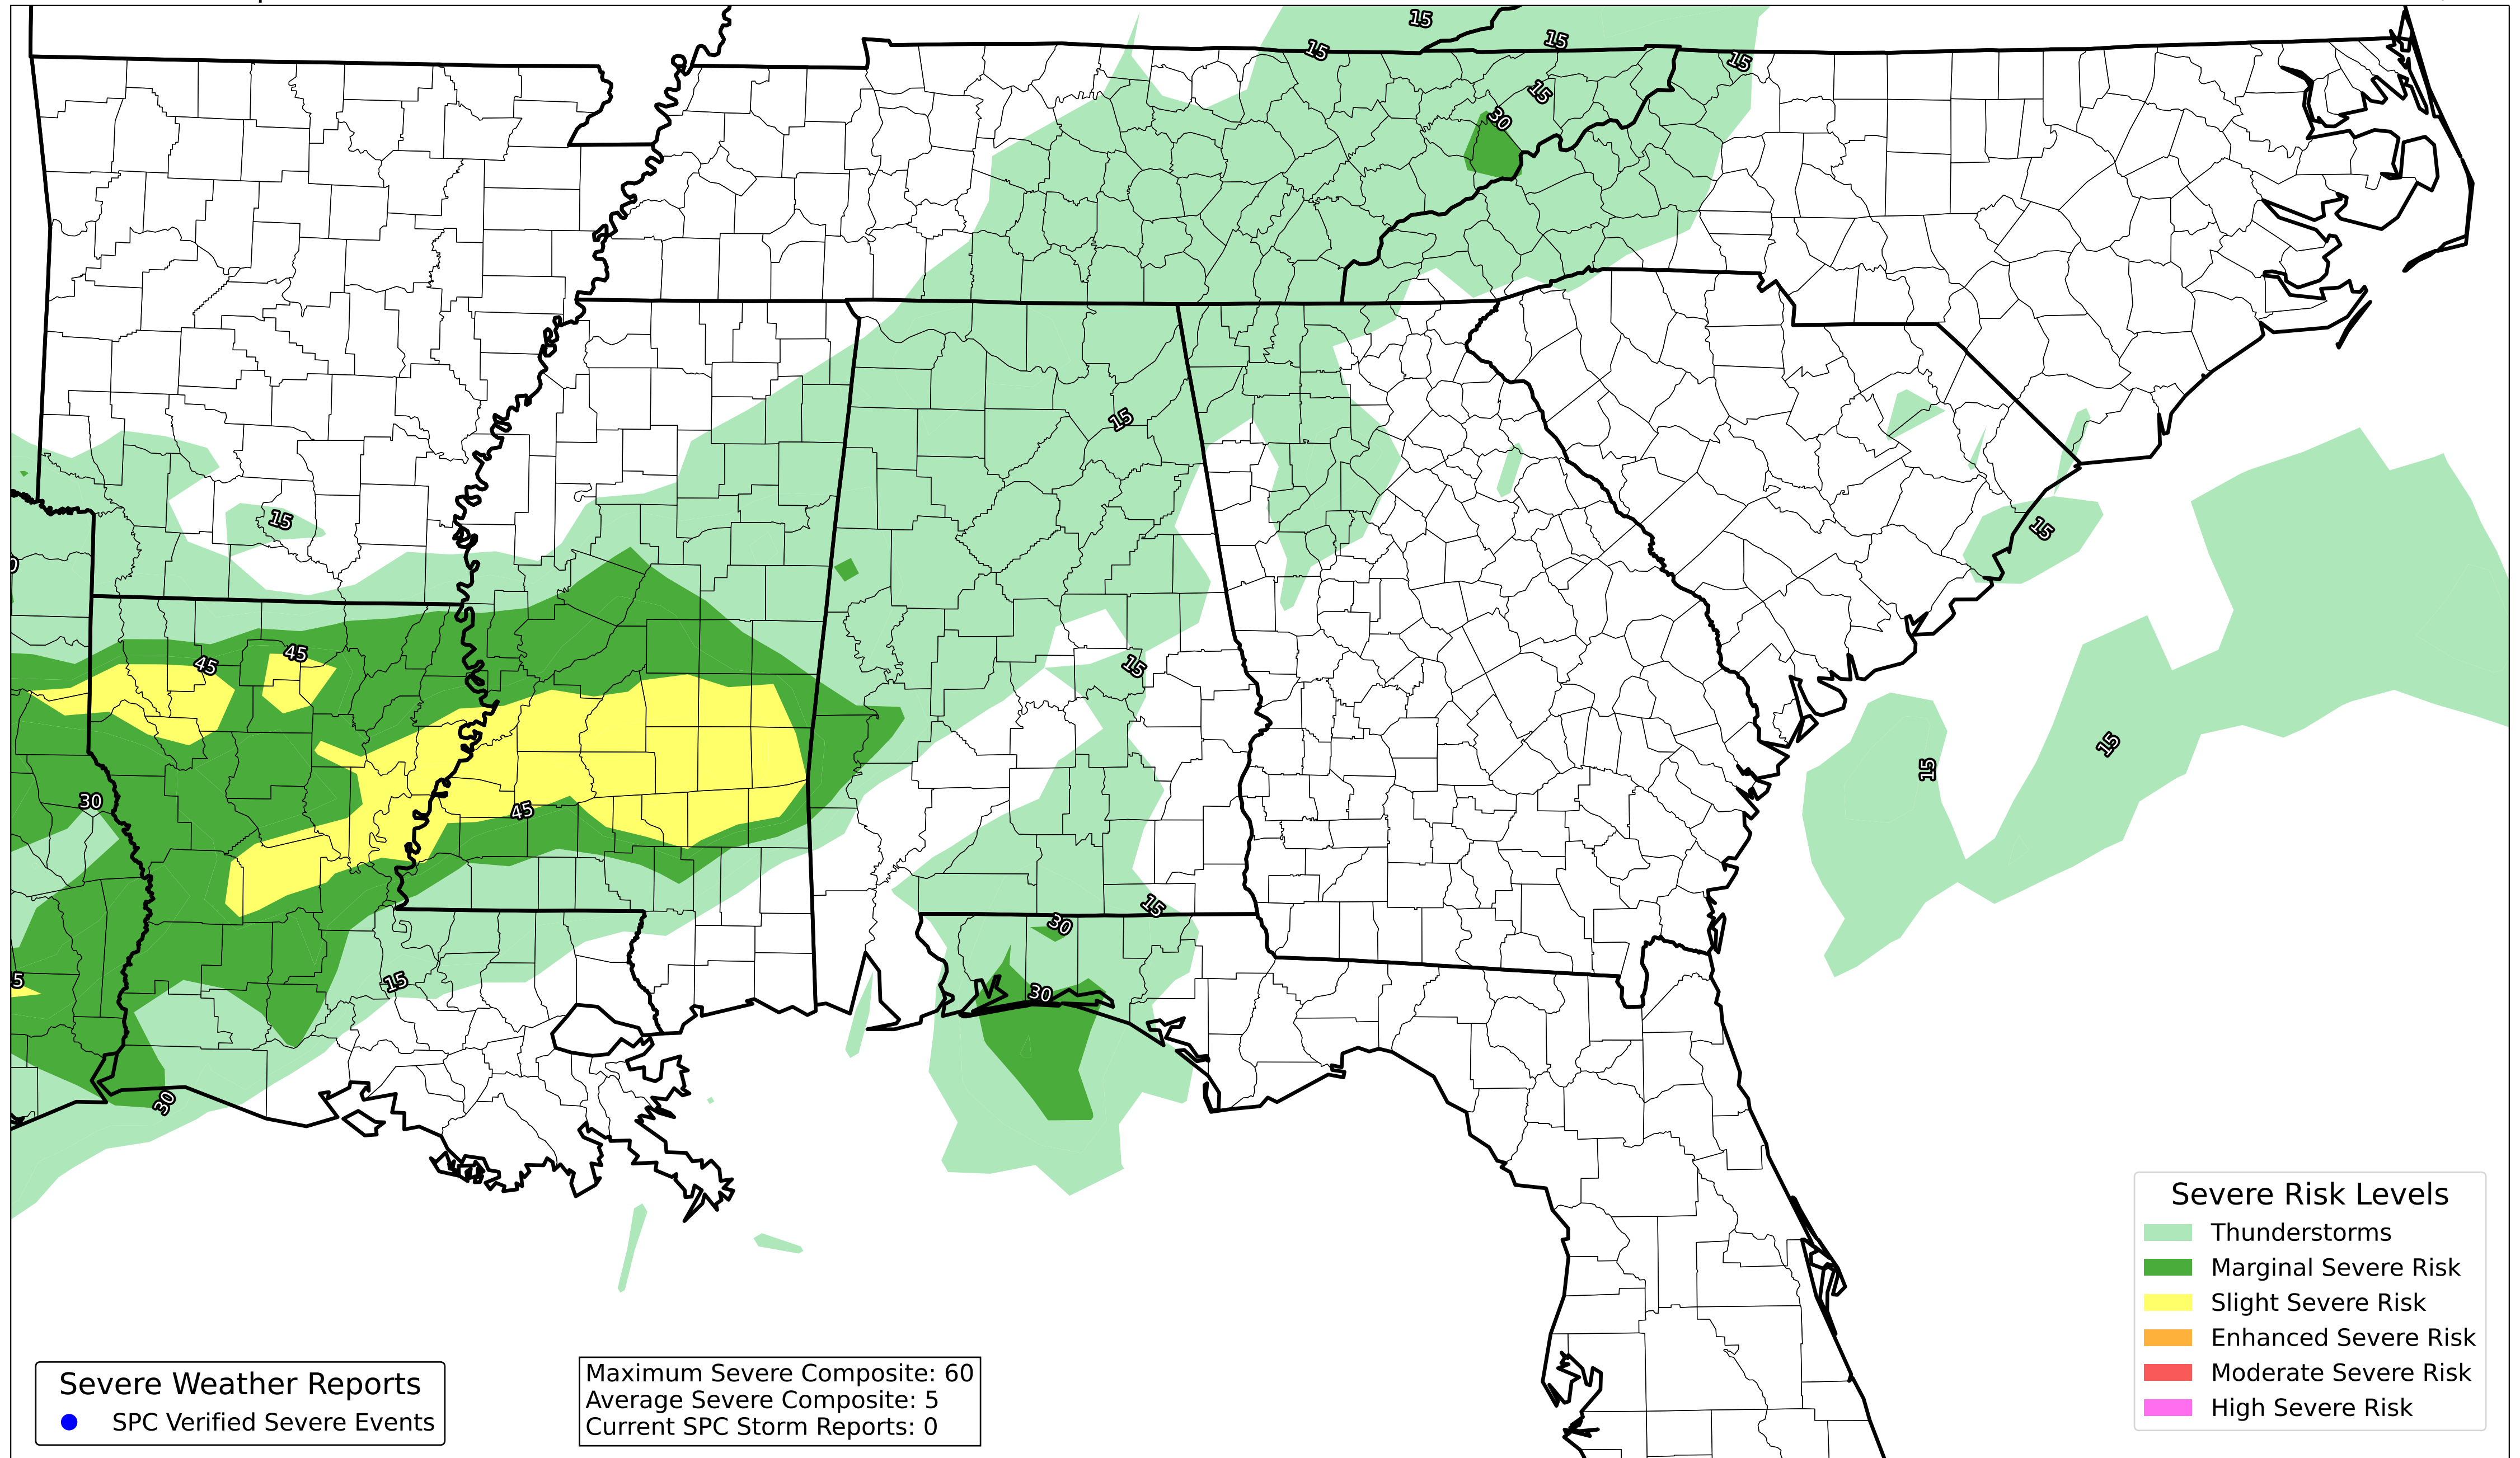 15
15
15
15
15
30
15
15
15
45
45
15
30
15
15
45
15
30
5
15
30
30
Severe Risk Levels
Thunderstorms
Marginal Severe Risk
Slight Severe Risk
Enhanced Severe Risk
Moderate Severe Risk
High Severe Risk
Severe Weather Reports
SPC Verified Severe Events
Maximum Severe Composite: 60
Average Severe Composite: 5
Current SPC Storm Reports: 0